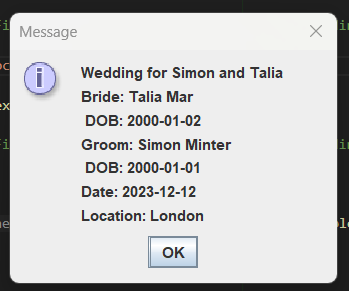 Message
Wedding for Simon and Talia
Bride: Talia Mar
DOB: 2000-01-02
Groom: Simon Minter
DOB: 2000-01-01
Date: 2023-12-12
Location: London
OK